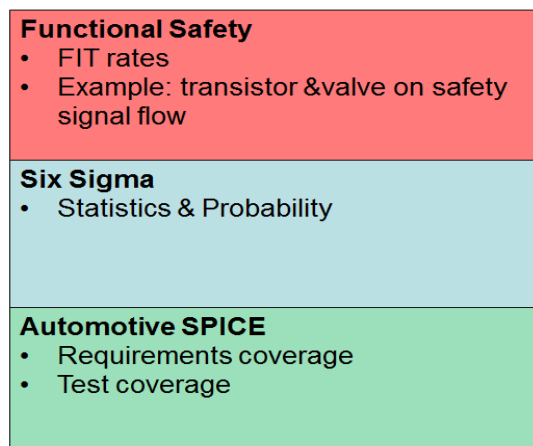 Functional Safety
• FIT rates
• Example: transistor &valve on safety
signal flow
Six Sigma
• Statistics & Probability
Automotive SPICE
• Requirements coverage
• Test coverage